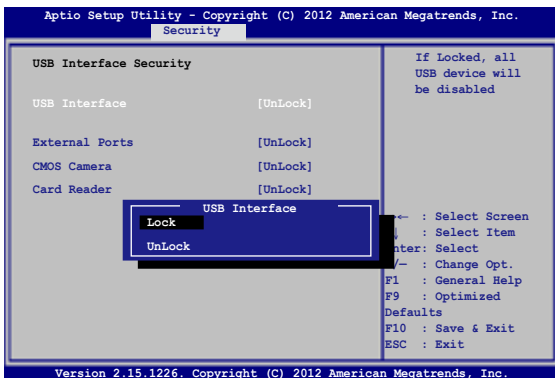 Aptio Setup Utility - Copyright (C) 2012 American Megatrends, Inc.
Security
USB Interface Security
USB Interface [UnLock]
External Ports [UnLock]
CMOS Camera [UnLock]
Card Reader [UnLock]
USB Interface
Lock
UnLock
If Locked, all
USB device will
be disabled
→← : Select Screen
: Select Item
nter: Select
/— : Change Opt.
F1 : General Help
F9 : Optimized
Defaults
F10 : Save & Exit
ESC : Exit
Version 2.15.1226. Copyright (C) 2012 American Megatrends, Inc.